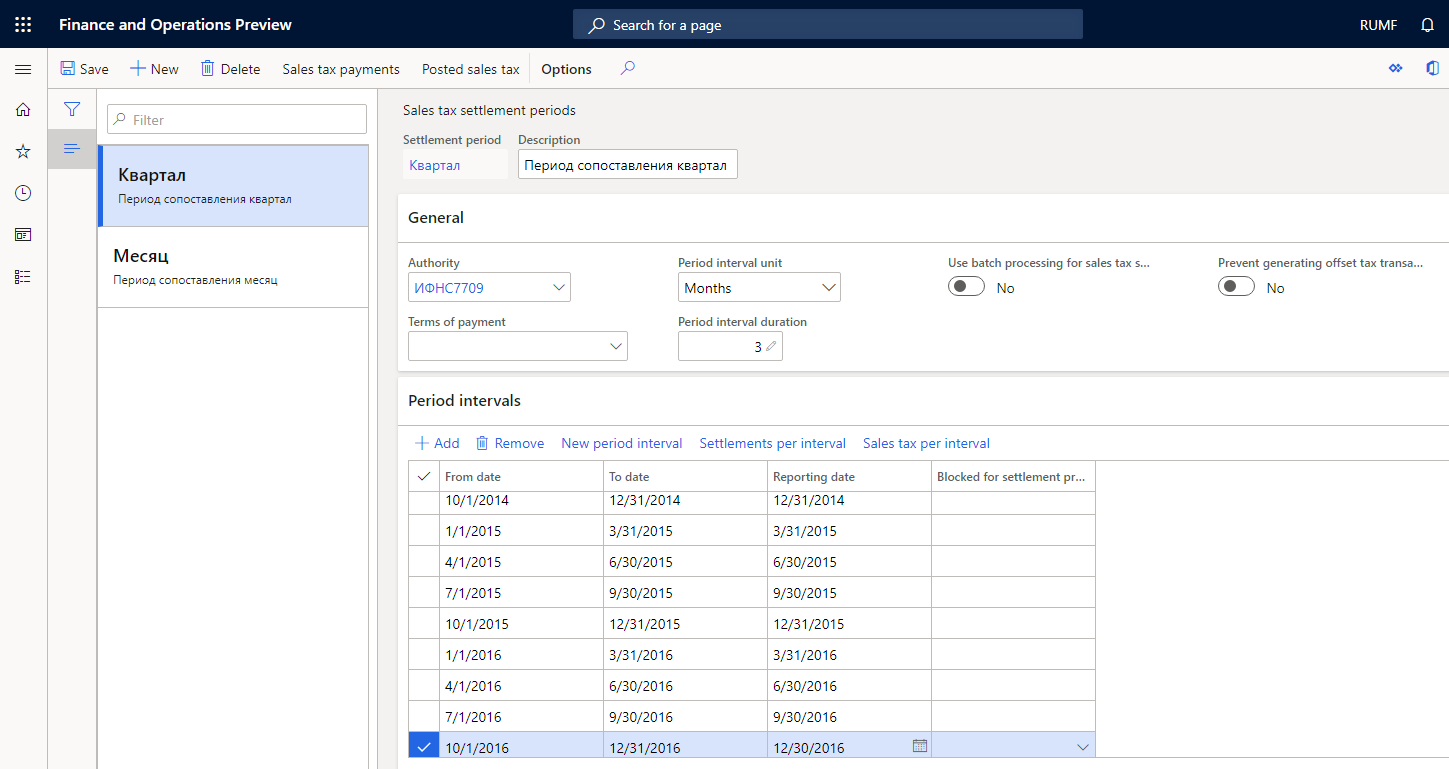 Finance and Operations Preview
Search for a page
RUMF
Save
New
Delete
Sales tax payments
Posted sales tax
Options
Filter
Квартал
Период сопоставления квартал
Месяц
Период сопоставления месяц
Sales tax settlement periods
Settlement period
Description
Квартал
Период сопоставления квартал
General
Authority
Period interval unit
Use batch processing for sales tax s...
Prevent generating offset tax transa...
ИФНС7709
Months
No
No
Terms of payment
Period interval duration
3
Period intervals
Add
Remove
New period interval
Settlements per interval
Sales tax per interval
From date
To date
Reporting date
Blocked for settlement pr...
10/1/2014
12/31/2014
12/31/2014
1/1/2015
3/31/2015
3/31/2015
4/1/2015
6/30/2015
6/30/2015
7/1/2015
9/30/2015
9/30/2015
10/1/2015
12/31/2015
12/31/2015
1/1/2016
3/31/2016
3/31/2016
4/1/2016
6/30/2016
6/30/2016
7/1/2016
9/30/2016
9/30/2016
10/1/2016
12/31/2016
12/30/2016